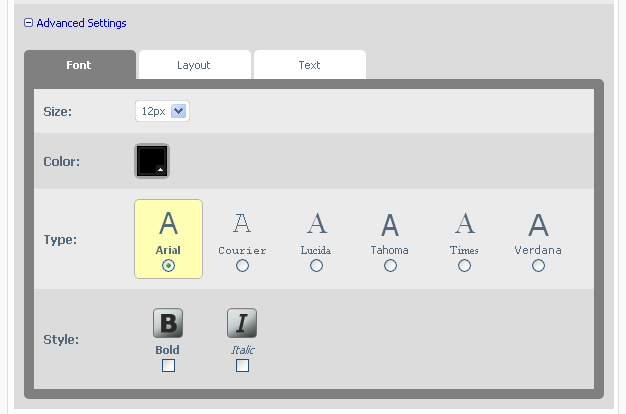 Advanced Settings
Font Layout Text
Size: 12px
Color:
A A A A A A
Type:
Arial Courier Lucida Tahoma Times Verdana
B I
Style:
Bold Italic